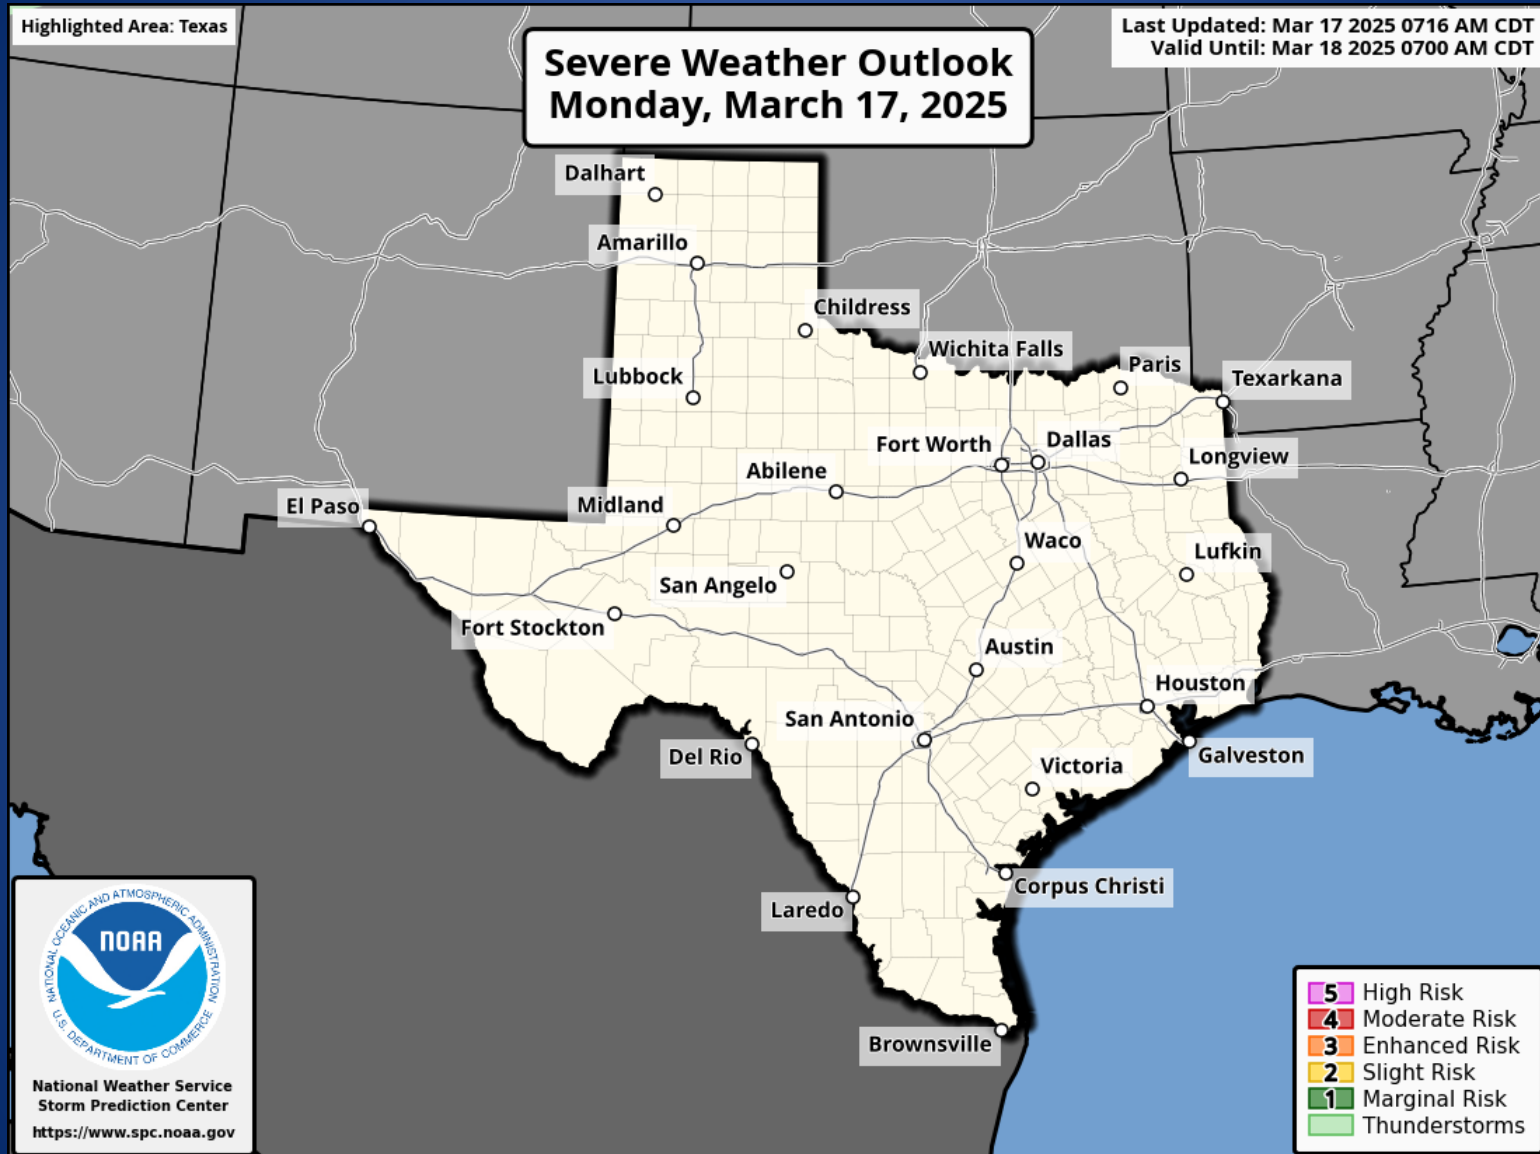 Highlighted Area: Texas
Last Updated: Mar 17 2025 0716 AM CDT
Valid Until: Mar 18 2025 0700 AM CDT
Severe Weather Outlook
Monday, March 17, 2025
Dalhart
Amarillo
Childress
Wichita Falls
Paris
Texarkana
Lubbock
Fort Worth
Dallas
Longview
Abilene
El Paso
Midland
Waco
Lufkin
San Angelo
Fort Stockton
Austin
Houston
San Antonio
Del Rio
Galveston
Victoria
Corpus Christi
Laredo
Brownsville
NATIONAL OCEANIC AND ATMOSPHERIC ADMINISTRATION
NOAA
U.S. DEPARTMENT OF COMMERCE
National Weather Service
Storm Prediction Center
https://www.spc.noaa.gov
5 High Risk
4 Moderate Risk
3 Enhanced Risk
2 Slight Risk
1 Marginal Risk
Thunderstorms